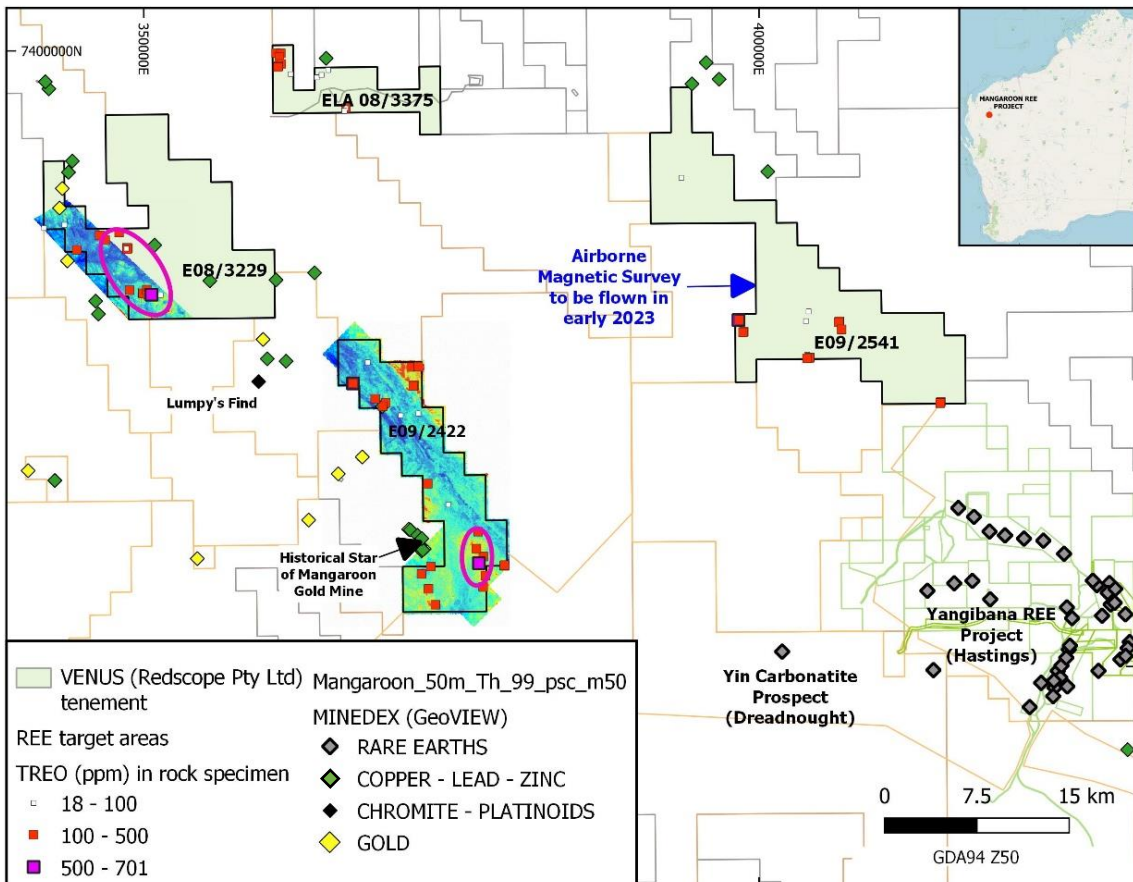 350000E
400000E
7400000N
MANGAROON REE
PROJECT
ELA 08/3375
E08/3229
Airborne
Magnetic Survey
to be flown in
early 2023
E09/2541
Lumpy's Find
E09/2422
Historical Star
of Mangaroon
Gold Mine
Yangibana REE
Project
(Hastings)
Yin Carbonatite
Prospect
(Dreadnought)
VENUS (Redscope Pty Ltd)
tenement
REE target areas
TREO (ppm) in rock specimen
18 - 100
100 - 500
500 - 701
Mangaroon_50m_Th_99_psc_m50
MINEDEX (GeoVIEW)
RARE EARTHS
COPPER - LEAD - ZINC
CHROMITE - PLATINOIDS
GOLD
0 7.5 15 km
GDA94 Z50